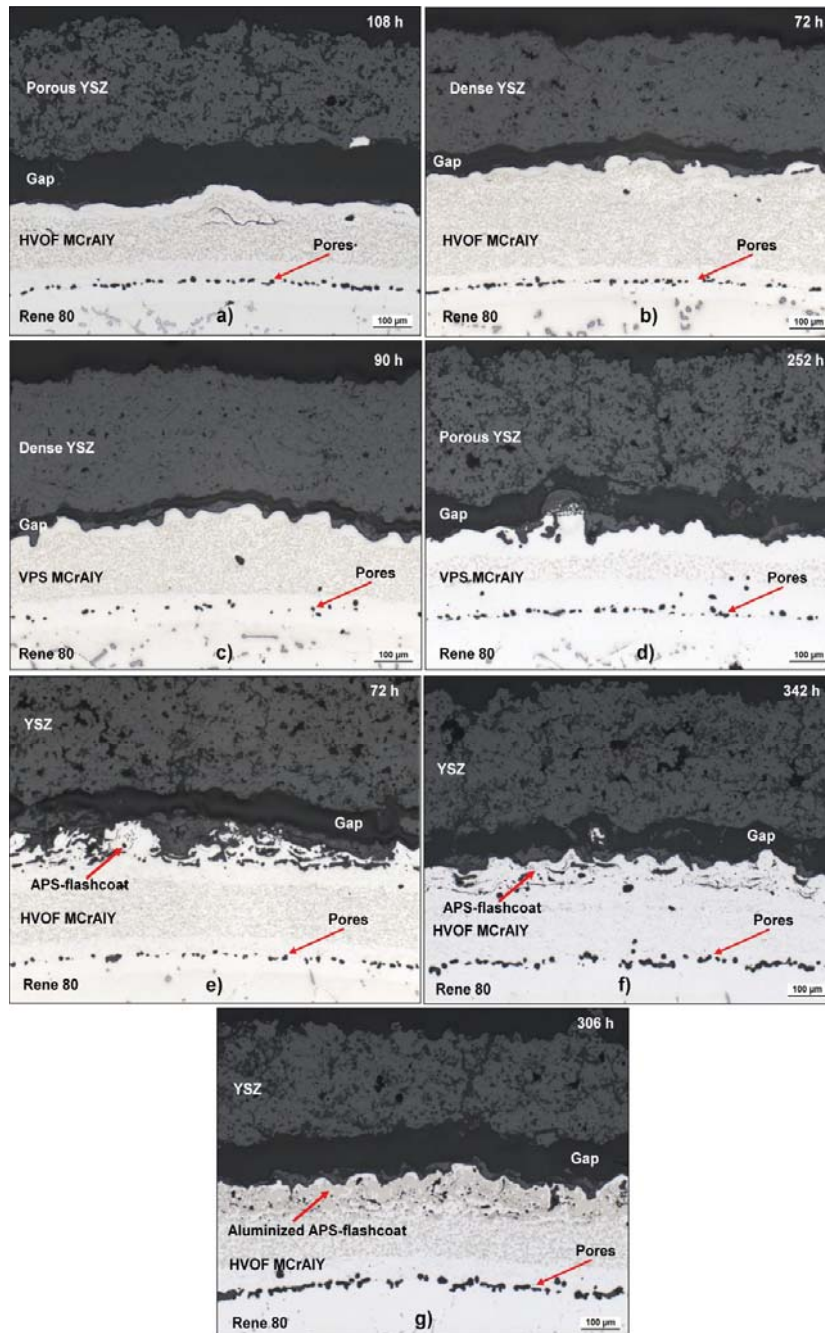 108 h
Porous YSZ
Gap
HVOF MCrAlY
Pores
Rene 80
a)
100 µm
72 h
Dense YSZ
Gap
HVOF MCrAlY
Pores
Rene 80
b)
100 µm
90 h
Dense YSZ
Gap
VPS MCrAlY
Pores
Rene 80
c)
100 µm
252 h
Porous YSZ
Gap
VPS MCrAlY
Pores
Rene 80
d)
100 µm
72 h
YSZ
Gap
APS-flashcoat
HVOF MCrAlY
Pores
Rene 80
e)
100 µm
342 h
YSZ
Gap
APS-flashcoat
HVOF MCrAlY
Pores
Rene 80
f)
100 µm
306 h
YSZ
Gap
Aluminized APS-flashcoat
HVOF MCrAlY
Pores
Rene 80
g)
100 µm